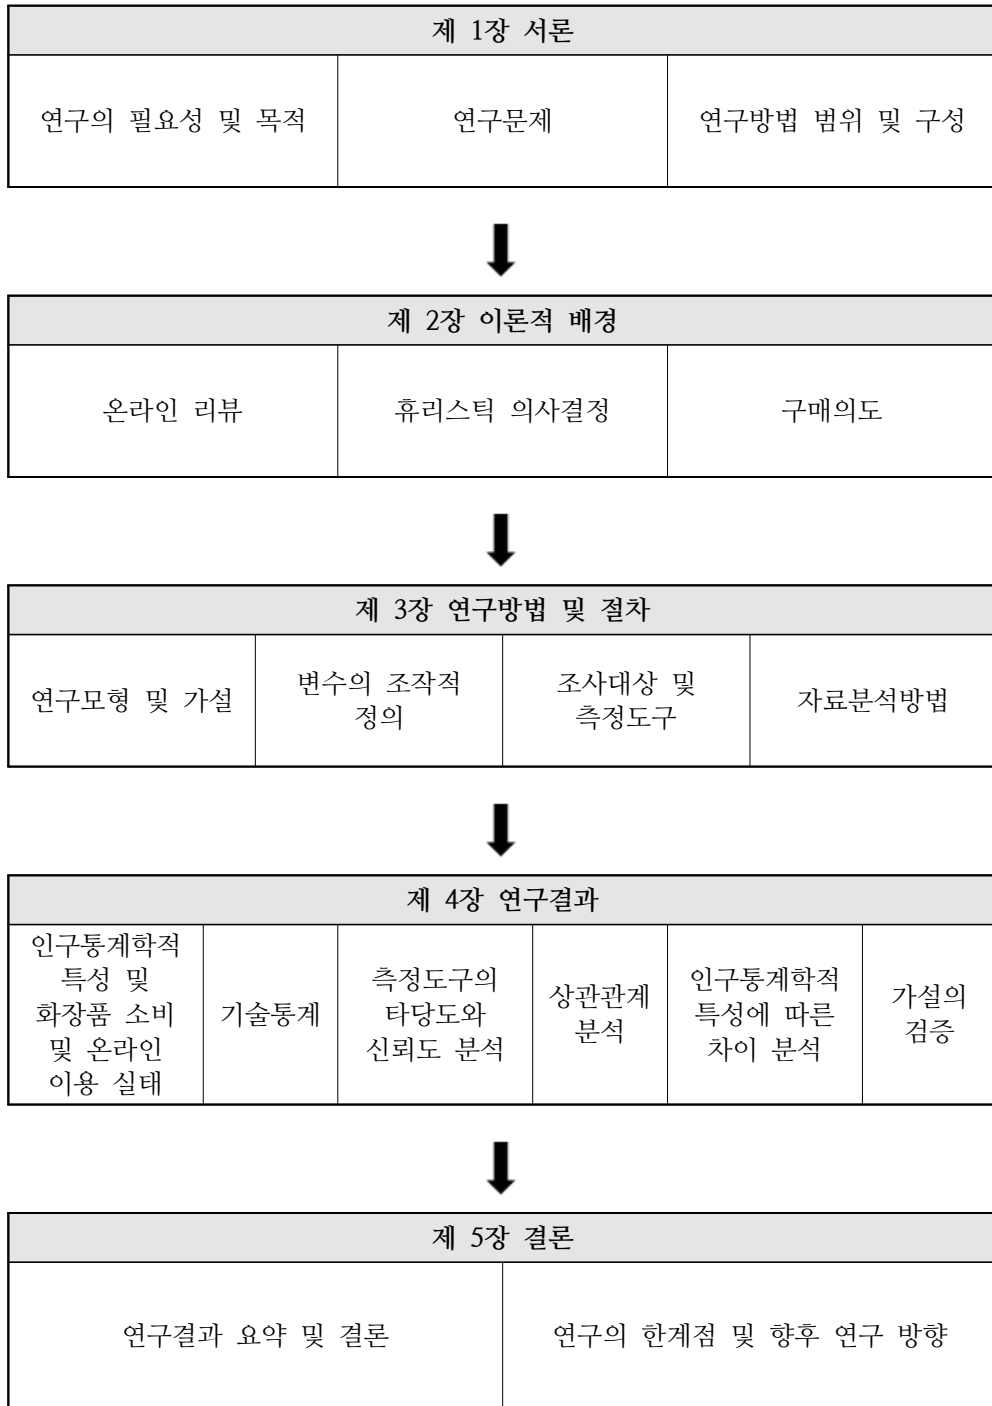 제 1장 서론
연구의 필요성 및 목적
연구문제
연구방법 범위 및 구성
제 2장 이론적 배경
온라인 리뷰
휴리스틱 의사결정
구매의도
제 3장 연구방법 및 절차
연구모형 및 가설
변수의 조작적
정의
조사대상 및
측정도구
자료분석방법
제 4장 연구결과
인구통계학적
특성 및
화장품 소비
및 온라인
이용 실태
기술통계
측정도구의
타당도와
신뢰도 분석
상관관계
분석
인구통계학적
특성에 따른
차이 분석
가설의
검증
제 5장 결론
연구결과 요약 및 결론
연구의 한계점 및 향후 연구 방향